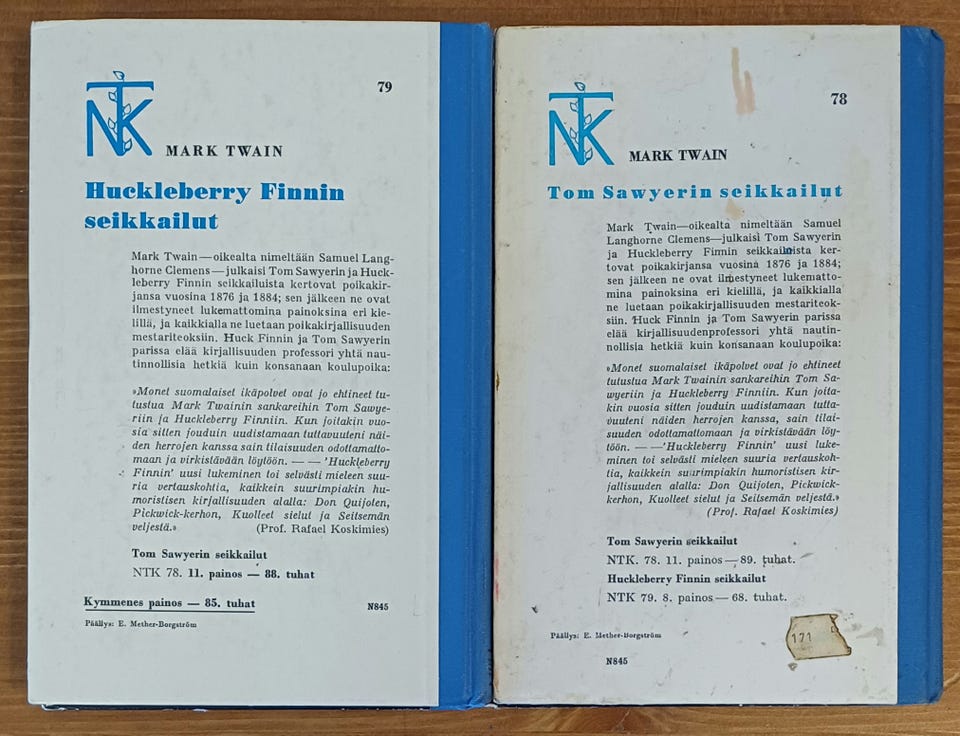 NTK
79
MARK TWAIN
Huckleberry Finnin
seikkailut
Mark Twain—oikealta nimeltään Samuel Lang-
horne Clemens—julkaisi Tom Sawyerin ja Huck-
leberry Finnin seikkailuista kertovat poikakir-
jansa vuosina 1876 ja 1884; sen jälkeen ne ovat
ilmestyneet lukemattomina painoksina eri kie-
lillä, ja kaikkialla ne luetaan poikakirjallisuuden
mestariteoksiin. Huck Finnin ja Tom Sawyerin
parissa elää kirjallisuuden professori yhtä nau-
tinnollisia hetkiä kuin konsanaan koulupoika:
»Monet suomalaiset ikäpolvet ovat jo ehtineet tu-
tustua Mark Twainin sankareihin Tom Sawye-
riin ja Huckleberry Finniin. Kun joitakin vuo-
sia sitten jouduin uudistamaan tuttavuuteni näi-
den herrojen kanssa sain tilaisuuden odottamatto-
maan ja virkistävään löytöön. — — 'Huckleberry
Finnin' uusi lukeminen toi selvästi mieleen suu-
ria vertauskohtia, kaikkein suurimpiakin hu-
moristisen kirjallisuuden alalla: Don Quijoten,
Pickwick-kerhon, Kuolleet sielut ja Seitsemän
veljestä.» (Prof. Rafael Koskimies)
Tom Sawyerin seikkailut
NTK 78. 11. painos — 88. tuhat
Kymmenes painos — 85. tuhat
N845
Päällys: E. Mether-Borgström
NTK
78
MARK TWAIN
Tom Sawyerin seikkailut
Mark Twain—oikealta nimeltään Samuel
Langhorne Clemens—julkaisi Tom Sawyerin
ja Huckleberry Finnin seikkailuista ker-
tovat poikakirjansa vuosina 1876 ja 1884;
sen jälkeen ne ovat ilmestyneet lukematto-
mina painoksina eri kielillä, ja kaikkialla
ne luetaan poikakirjallisuuden mestariteok-
siin. Huck Finnin ja Tom Sawyerin parissa
elää kirjallisuudenprofessori yhtä nautin-
nollisia hetkiä kuin konsanaan koulupoika:
»Monet suomalaiset ikäpolvet ovat jo ehtineet
tutustua Mark Twainin sankareihin Tom Sa-
wyeriin ja Huckleberry Finniin. Kun joita-
kin vuosia sitten jouduin uudistamaan tutta-
vuuteni näiden herrojen kanssa, sain tilai-
suuden odottamattomaan ja virkistävään löy-
töön. — — 'Huckleberry Finnin' uusi luke-
minen toi selvästi mieleen suuria vertauskoh-
tia, kaikkein suurimpiakin humoristisen kir-
jallisuuden alalla: Don Quijoten, Pickwick-
kerhon, Kuolleet sielut ja Seitsemän veljestä.»
(Prof. Rafael Koskimies)
Tom Sawyerin seikkailut
NTK. 78. 11. painos — 89. tuhat.
Huckleberry Finnin seikkailut
NTK 79. 8. painos — 68. tuhat.
Päällys: E. Mether-Borgström
N845
171